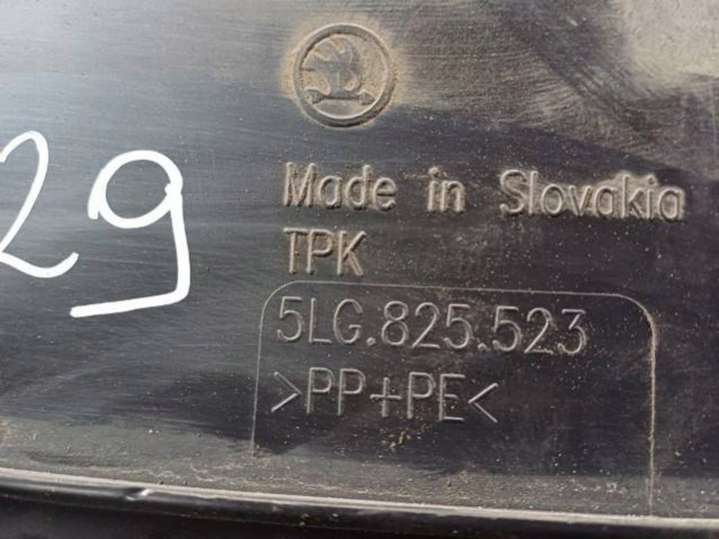 29
Made in Slovakia
TPK
5LG.825.523
>PP+PE<